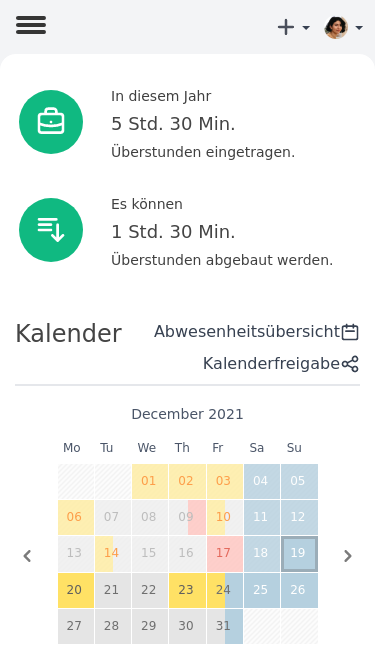 In diesem Jahr
5 Std. 30 Min.
Überstunden eingetragen.
Es können
1 Std. 30 Min.
Überstunden abgebaut werden.
Kalender
Abwesenheitsübersicht
Kalenderfreigabe
December 2021
Mo Tu We Th Fr Sa Su
01 02 03 04 05
06 07 08 09 10 11 12
13 14 15 16 17 18 19
20 21 22 23 24 25 26
27 28 29 30 31